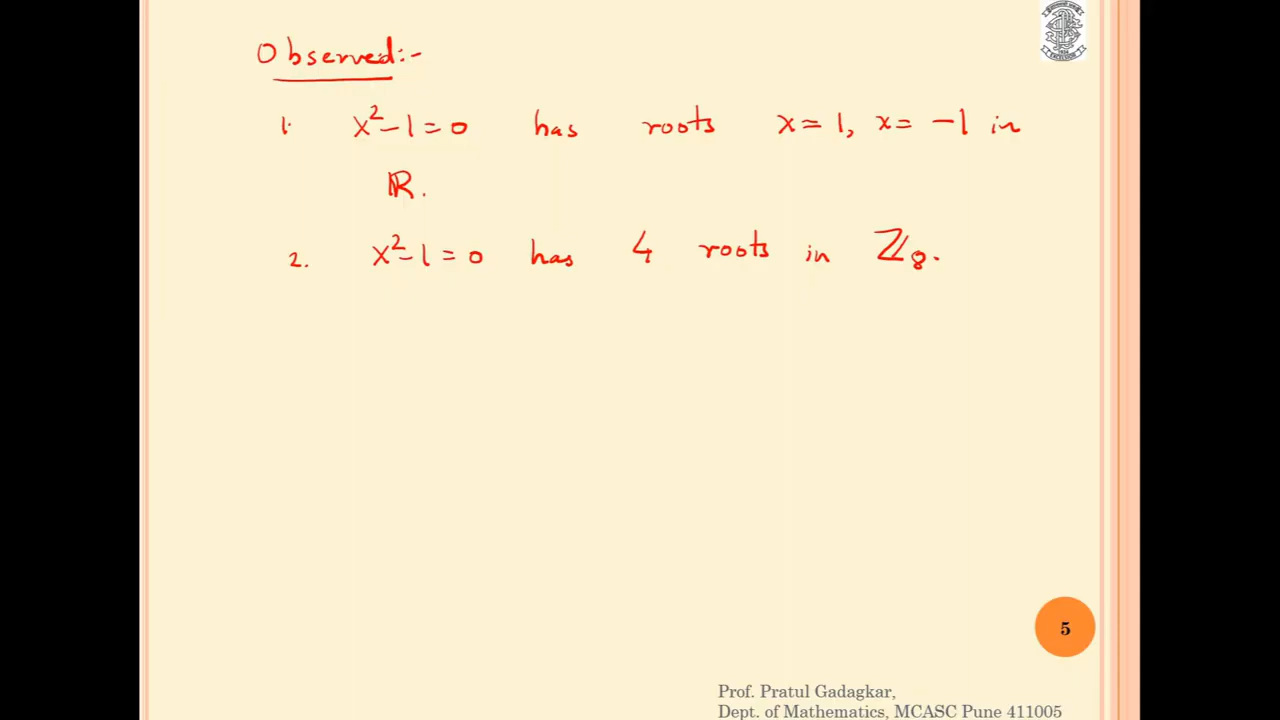 Observed:-
1. x²-1=0 has roots x=1, x=-1 in
ℝ.
2. x²-1=0 has 4 roots in ℤ₈.
5
Prof. Pratul Gadagkar,
Dept. of Mathematics, MCASC Pune 411005